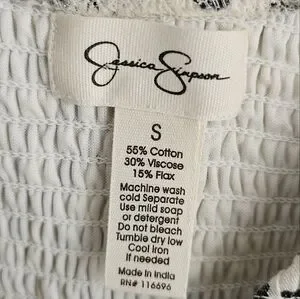 Jessica Simpson
S
55% Cotton
30% Viscose
15% Flax
Machine wash
cold Separate
Use mild soap
or detergent
Do not bleach
Tumble dry low
Cool Iron
if needed
Made In India
RN# 116696